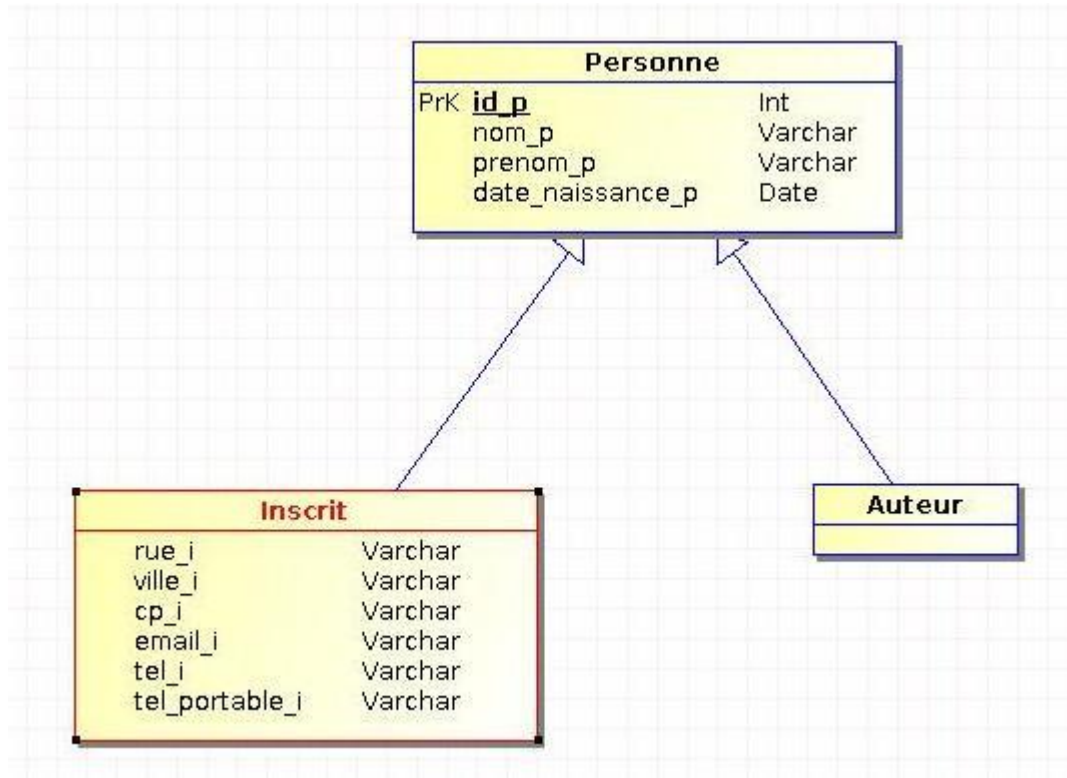 Personne
PrK id_p Int
nom_p Varchar
prenom_p Varchar
date_naissance_p Date
Inscrit
rue_i Varchar
ville_i Varchar
cp_i Varchar
email_i Varchar
tel_i Varchar
tel_portable_i Varchar
Auteur